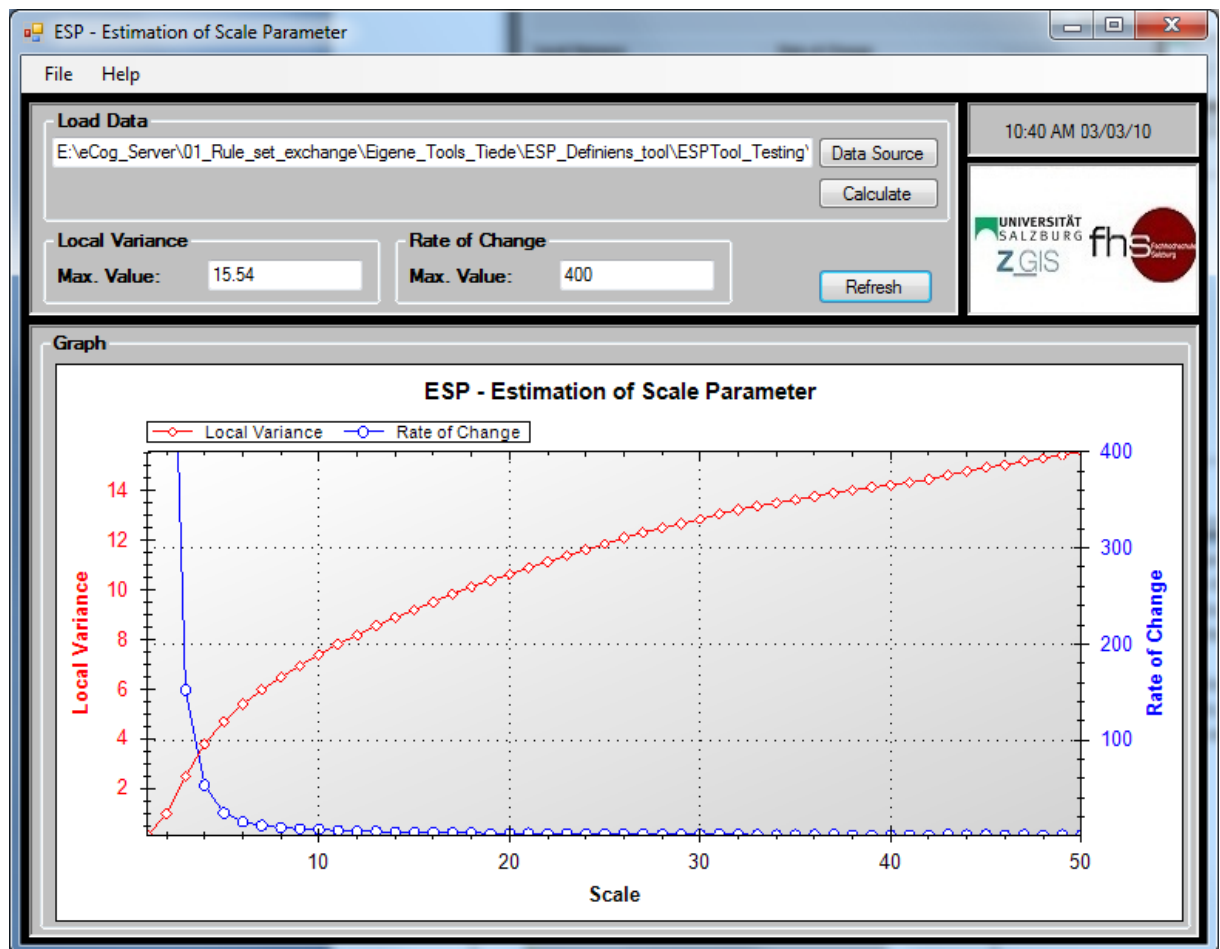 ESP - Estimation of Scale Parameter
File Help
Load Data
E:\eCog_Server\01_Rule_set_exchange\Eigene_Tools_Tiede\ESP_Definiens_tool\ESPTool_Testing\
Data Source
Calculate
Local Variance
Max. Value: 15.54
Rate of Change
Max. Value: 400
Refresh
10:40 AM 03/03/10
UNIVERSITÄT
SALZBURG
Z_GIS
fhs
Fachhochschule
Salzburg
Graph
ESP - Estimation of Scale Parameter
Local Variance Rate of Change
Local Variance
14
12
10
8
6
4
2
400
300
200
100
Rate of Change
10 20 30 40 50
Scale